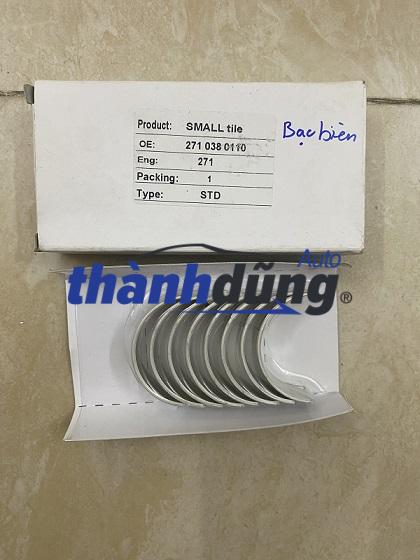 Product: SMALL tile
OE: 271 038 0110
Eng: 271
Packing: 1
Type: STD
Bạc biên
Auto
thànhdũng®